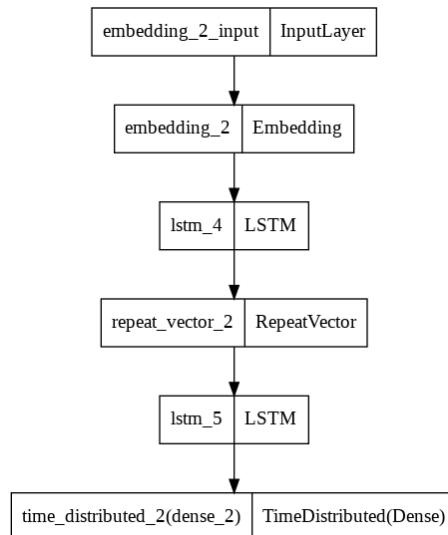 embedding_2_input InputLayer
embedding_2 Embedding
lstm_4 LSTM
repeat_vector_2 RepeatVector
lstm_5 LSTM
time_distributed_2(dense_2) TimeDistributed(Dense)